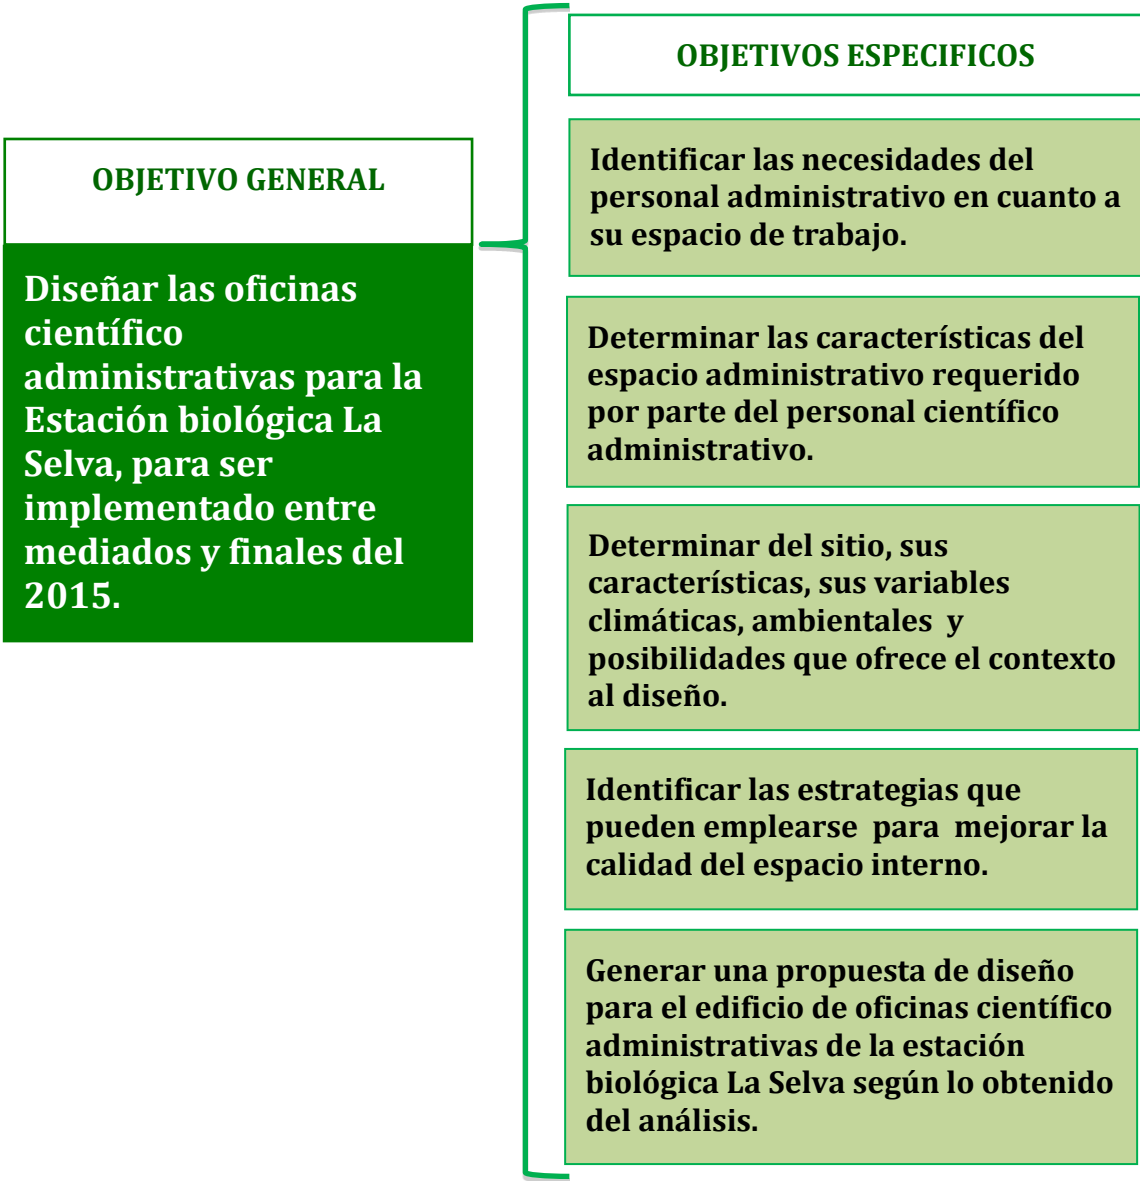 OBJETIVO GENERAL
Diseñar las oficinas
científico
administrativas para la
Estación biológica La
Selva, para ser
implementado entre
mediados y finales del
2015.
OBJETIVOS ESPECIFICOS
Identificar las necesidades del
personal administrativo en cuanto a
su espacio de trabajo.
Determinar las características del
espacio administrativo requerido
por parte del personal científico
administrativo.
Determinar del sitio, sus
características, sus variables
climáticas, ambientales y
posibilidades que ofrece el contexto
al diseño.
Identificar las estrategias que
pueden emplearse para mejorar la
calidad del espacio interno.
Generar una propuesta de diseño
para el edificio de oficinas científico
administrativas de la estación
biológica La Selva según lo obtenido
del análisis.